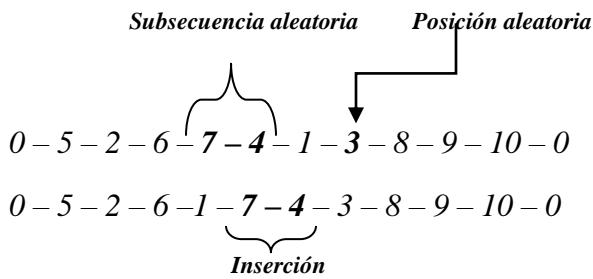 Subsecuencia aleatoria Posición aleatoria
0 – 5 – 2 – 6 – 7 – 4 – 1 – 3 – 8 – 9 – 10 – 0
0 – 5 – 2 – 6 –1 – 7 – 4 – 3 – 8 – 9 – 10 – 0
Inserción